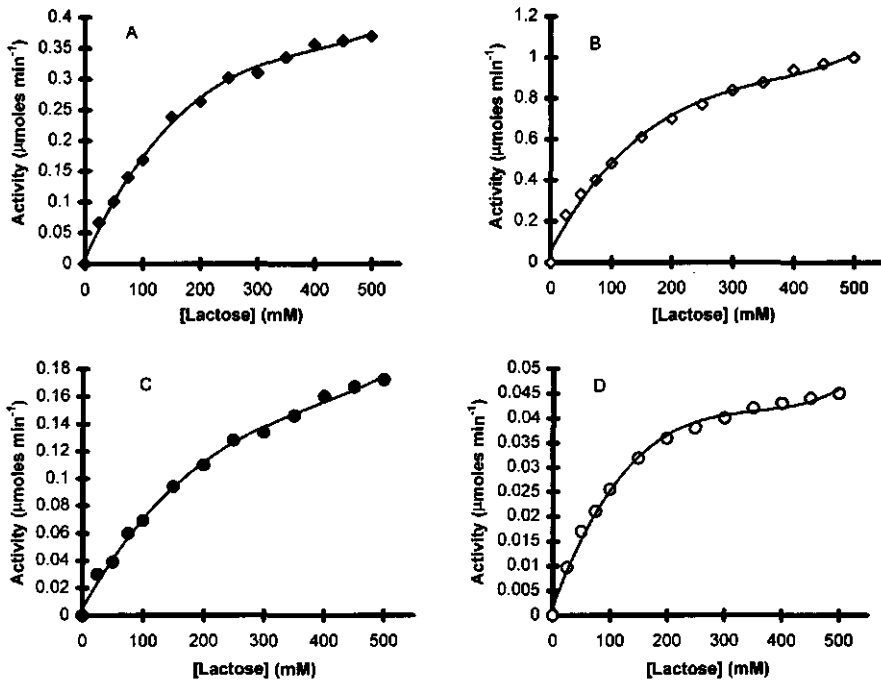 A
Activity (µmoles min⁻¹)
0.4
0.35
0.3
0.25
0.2
0.15
0.1
0.05
0
0 100 200 300 400 500
[Lactose] (mM)
B
Activity (µmoles min⁻¹)
1.2
1
0.8
0.6
0.4
0.2
0
0 100 200 300 400 500
[Lactose] (mM)
C
Activity (µmoles min⁻¹)
0.18
0.16
0.14
0.12
0.1
0.08
0.06
0.04
0.02
0
0 100 200 300 400 500
[Lactose] (mM)
D
Activity (µmoles min⁻¹)
0.05
0.045
0.04
0.035
0.03
0.025
0.02
0.015
0.01
0.005
0
0 100 200 300 400 500
[Lactose] (mM)